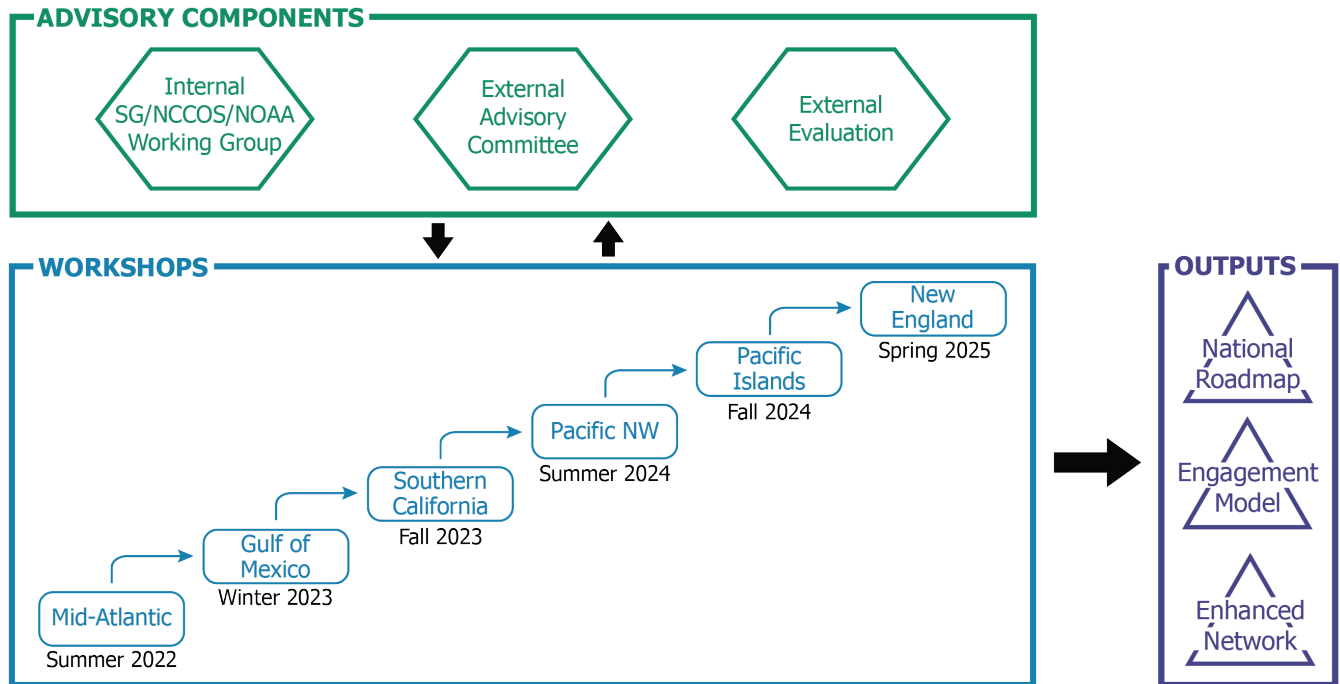 ADVISORY COMPONENTS
Internal
SG/NCCOS/NOAA
Working Group
External
Advisory
Committee
External
Evaluation
WORKSHOPS
Mid-Atlantic
Summer 2022
Gulf of
Mexico
Winter 2023
Southern
California
Fall 2023
Pacific NW
Summer 2024
Pacific
Islands
Fall 2024
New
England
Spring 2025
OUTPUTS
National
Roadmap
Engagement
Model
Enhanced
Network